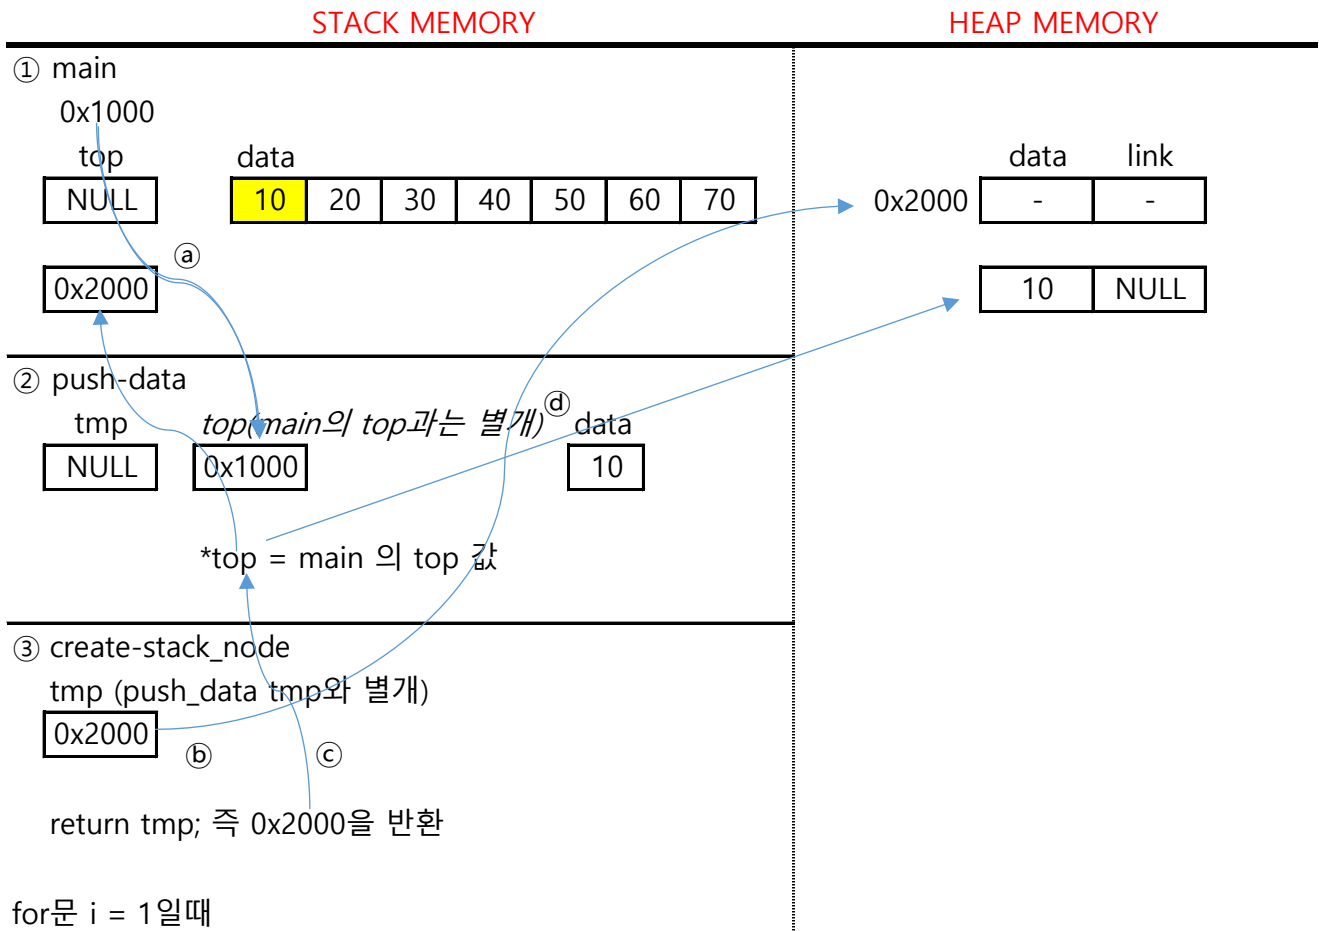 STACK MEMORY HEAP MEMORY
① main
0x1000
top data data link
NULL 10 20 30 40 50 60 70 0x2000 - -
ⓐ
0x2000 10 NULL
② push-data
tmp top(main의 top과는 별개) ⓓ data
NULL 0x1000 10
*top = main 의 top 값
③ create-stack_node
tmp (push_data tmp와 별개)
0x2000
ⓑ ⓒ
return tmp; 즉 0x2000을 반환
for문 i = 1일때